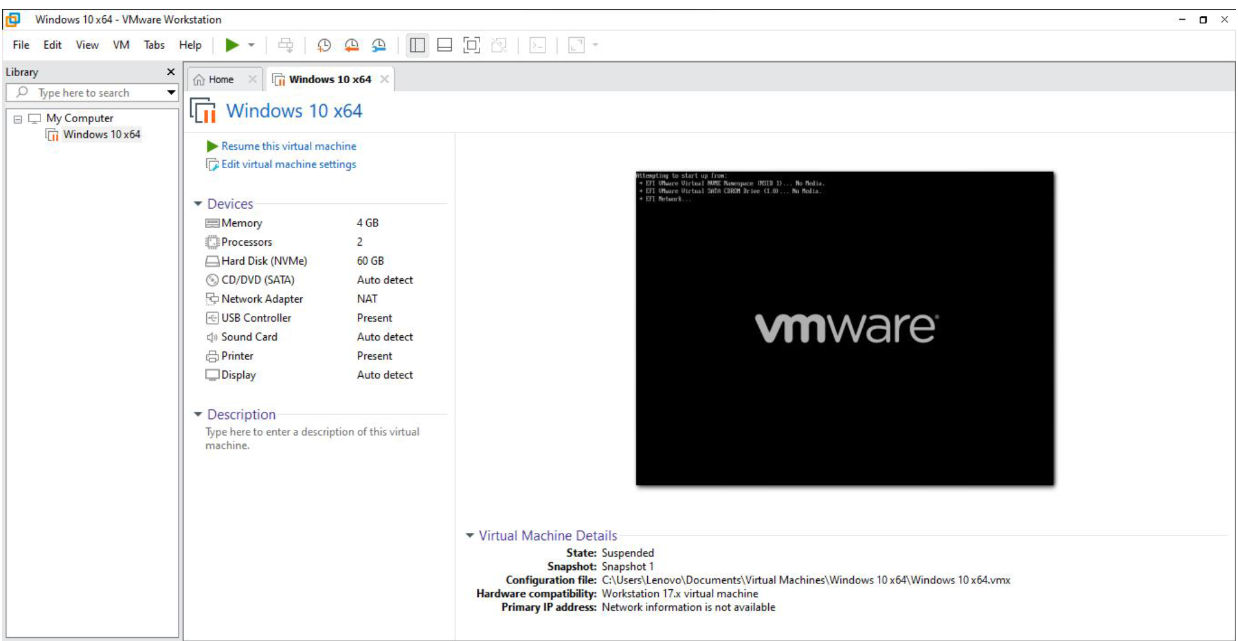 Windows 10 x64 - VMware Workstation
File Edit View VM Tabs Help
Library
Type here to search
My Computer
Windows 10 x64
Home
Windows 10 x64
Windows 10 x64
Resume this virtual machine
Edit virtual machine settings
Devices
Memory 4 GB
Processors 2
Hard Disk (NVMe) 60 GB
CD/DVD (SATA) Auto detect
Network Adapter NAT
USB Controller Present
Sound Card Auto detect
Printer Present
Display Auto detect
Description
Type here to enter a description of this virtual
machine.
Attempting to start up from:
* EFI VMware Virtual NVME Namespace (NSID 1)... No Media.
* EFI VMware Virtual SATA CDROM Drive (1.0)... No Media.
* EFI Network...
vmware
Virtual Machine Details
State: Suspended
Snapshot: Snapshot 1
Configuration file: C:\Users\Lenovo\Documents\Virtual Machines\Windows 10 x64\Windows 10 x64.vmx
Hardware compatibility: Workstation 17.x virtual machine
Primary IP address: Network information is not available